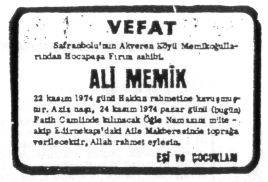 VEFAT
Safranbolu'nun Akveren Köyü Memikoğulla-
rından Hocapaşa Fırını sahibi.
ALİ MEMİK
22 kasım 1974 günü Hakkın rahmetine kavuşmuş-
tur. Aziz naşı, 24 kasım 1974 pazar günü (bugün)
Fatih Camiinde kılınacak Öğle Namazını müte-
akip Edirnekapı'daki Aile Makberesinde toprağa
verilecektir, Allah rahmet eylesin.
EŞİ ve ÇOCUKLARI